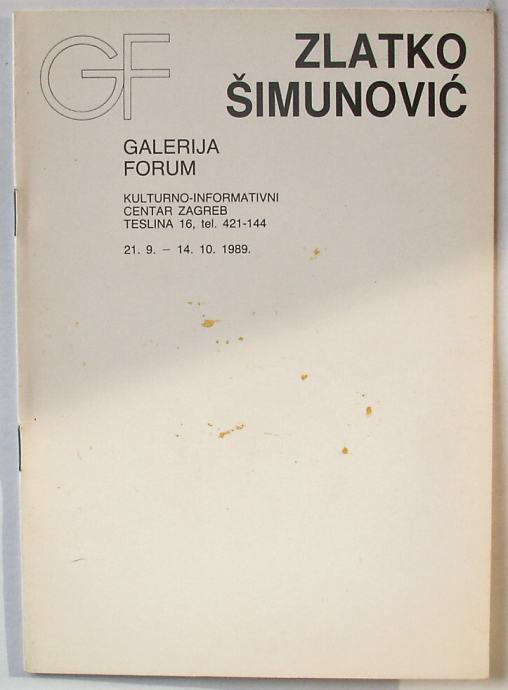 GF
ZLATKO
ŠIMUNOVIĆ
GALERIJA
FORUM
KULTURNO-INFORMATIVNI
CENTAR ZAGREB
TESLINA 16, tel. 421-144
21. 9. – 14. 10. 1989.